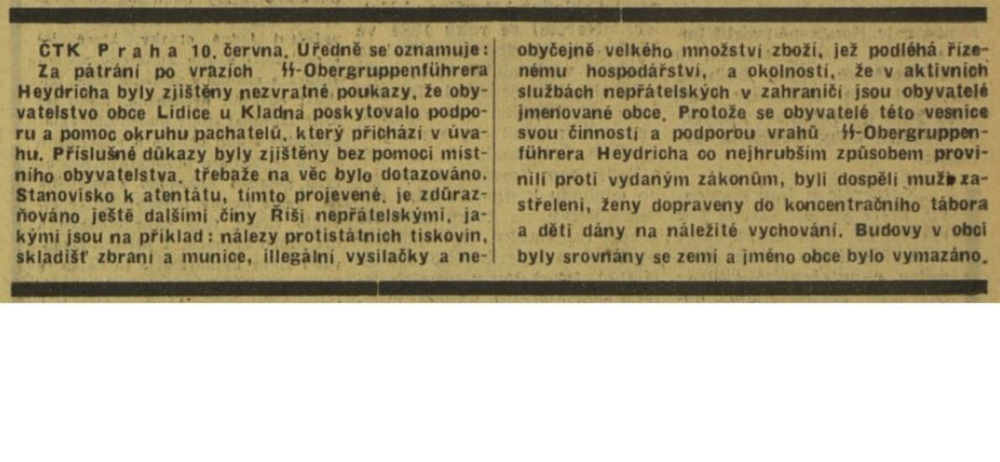 ČTK Praha 10. června. Úředně se oznamuje:
Za pátrání po vrazích ᛋᛋ-Obergruppenführera
Heydricha byly zjištěny nezvratné poukazy, že oby-
vatelstvo obce Lidice u Kladna poskytovalo podpo-
ru a pomoc okruhu pachatelů, který přichází v úva-
hu. Příslušné důkazy byly zjištěny bez pomoci míst-
ního obyvatelstva, třebaže na věc bylo dotazováno.
Stanovisko k atentátu, tímto projevené, je zdůraz-
ňováno ještě dalšími činy Říši nepřátelskými, ja-
kými jsou na příklad: nálezy protistátních tiskovin,
skladišť zbraní a munice, illegální vysilačky a ne-
obyčejně velkého množství zboží, jež podléhá říze-
nému hospodářství, a okolností, že v aktivních
službách nepřátelských v zahraničí jsou obyvatelé
jmenované obce. Protože se obyvatelé této vesnice
svou činností a podporou vrahů ᛋᛋ-Obergruppen-
führera Heydricha co nejhrubším způsobem provi-
nili proti vydaným zákonům, byli dospělí muži za-
střeleni, ženy dopraveny do koncentračního tábora
a děti dány na náležité vychování. Budovy v obci
byly srovnány se zemí a jméno obce bylo vymazáno.